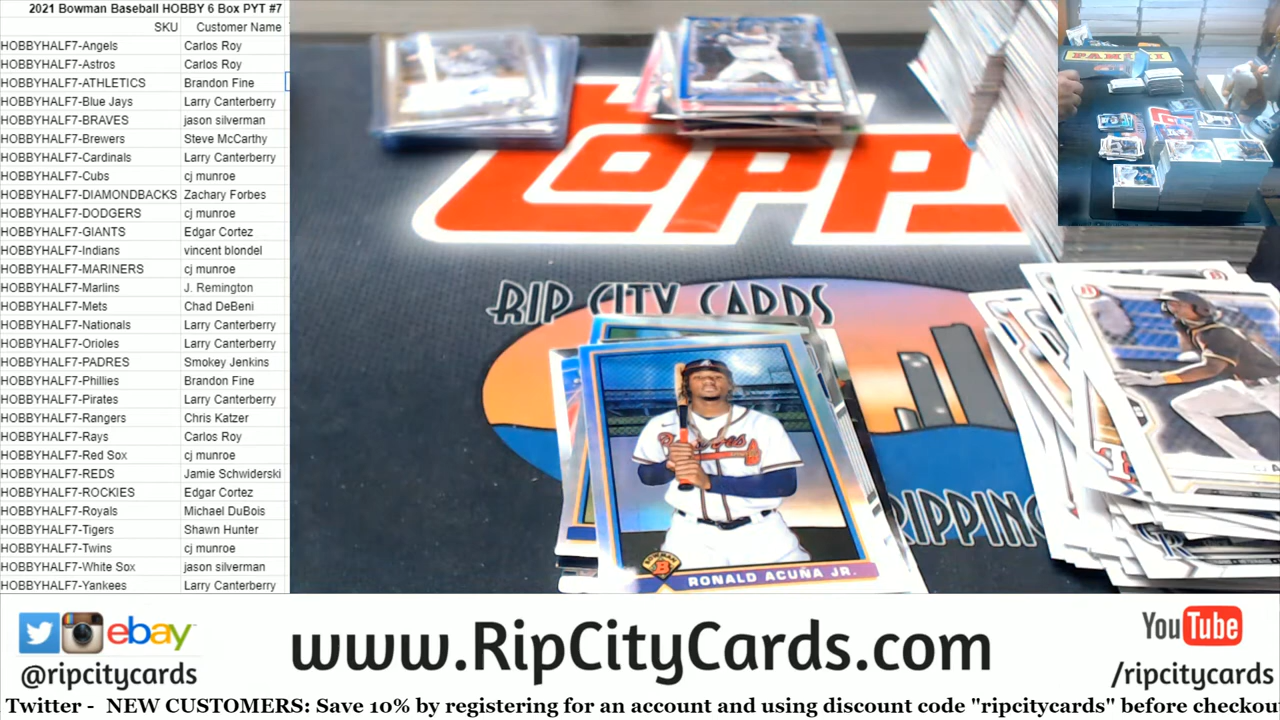 2021 Bowman Baseball HOBBY 6 Box PYT #7
SKU Customer Name
HOBBYHALF7-Angels Carlos Roy
HOBBYHALF7-Astros Carlos Roy
HOBBYHALF7-ATHLETICS Brandon Fine
HOBBYHALF7-Blue Jays Larry Canterberry
HOBBYHALF7-BRAVES jason silverman
HOBBYHALF7-Brewers Steve McCarthy
HOBBYHALF7-Cardinals Larry Canterberry
HOBBYHALF7-Cubs cj munroe
HOBBYHALF7-DIAMONDBACKS Zachary Forbes
HOBBYHALF7-DODGERS cj munroe
HOBBYHALF7-GIANTS Edgar Cortez
HOBBYHALF7-Indians vincent blondel
HOBBYHALF7-MARINERS cj munroe
HOBBYHALF7-Marlins J. Remington
HOBBYHALF7-Mets Chad DeBeni
HOBBYHALF7-Nationals Larry Canterberry
HOBBYHALF7-Orioles Larry Canterberry
HOBBYHALF7-PADRES Smokey Jenkins
HOBBYHALF7-Phillies Brandon Fine
HOBBYHALF7-Pirates Larry Canterberry
HOBBYHALF7-Rangers Chris Katzer
HOBBYHALF7-Rays Carlos Roy
HOBBYHALF7-Red Sox cj munroe
HOBBYHALF7-REDS Jamie Schwiderski
HOBBYHALF7-ROCKIES Edgar Cortez
HOBBYHALF7-Royals Michael DuBois
HOBBYHALF7-Tigers Shawn Hunter
HOBBYHALF7-Twins cj munroe
HOBBYHALF7-White Sox jason silverman
HOBBYHALF7-Yankees Larry Canterberry
PANINI
TOPP
RIP CITY CARDS
RIPPING
Braves
4
BOWMAN
B
RONALD ACUÑA JR.
ebay
@ripcitycards
www.RipCityCards.com
YouTube
/ripcitycards
Twitter - NEW CUSTOMERS: Save 10% by registering for an account and using discount code "ripcitycards" before checkou